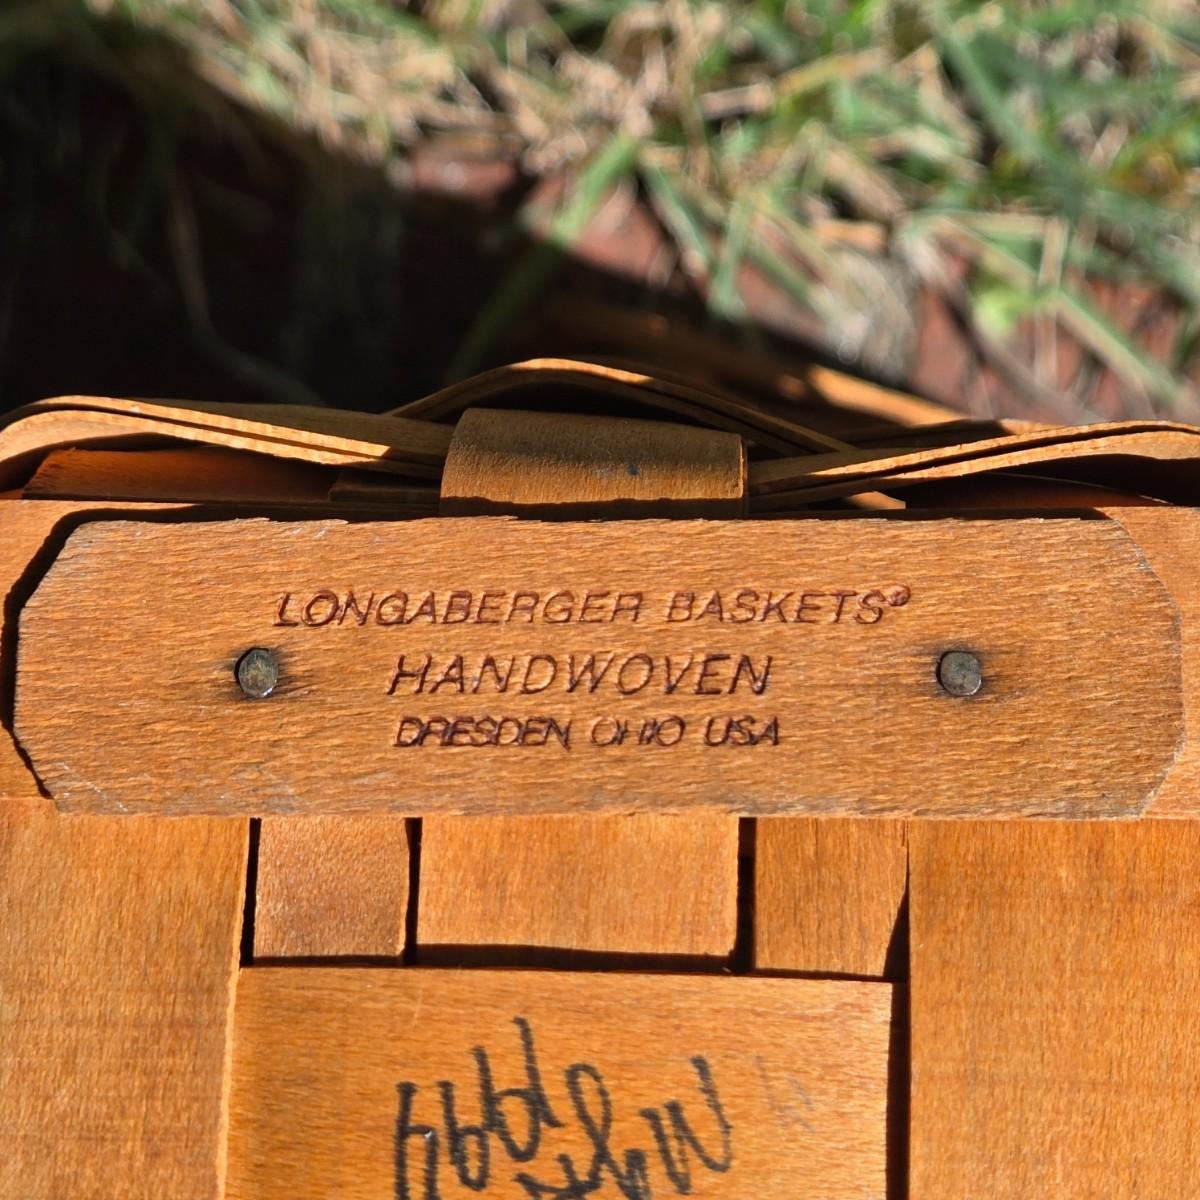 LONGABERGER BASKETS®
HANDWOVEN
DRESDEN OHIO USA